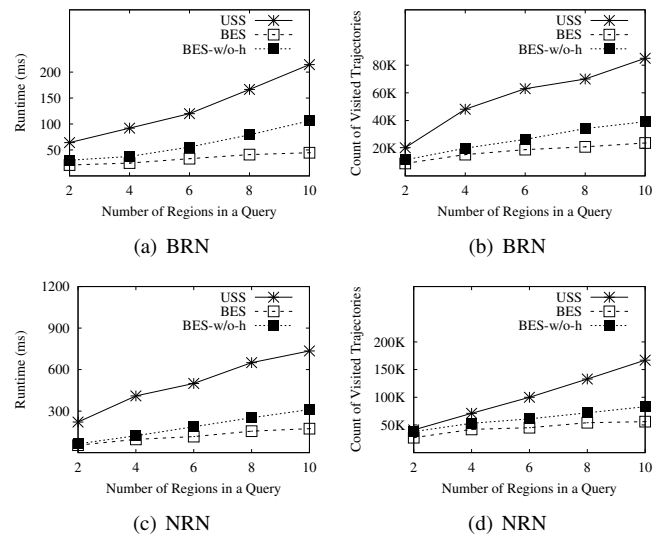 USS
BES
BES-w/o-h
Runtime (ms)
200
150
100
50
2 4 6 8 10
Number of Regions in a Query
(a) BRN
USS
BES
BES-w/o-h
Count of Visited Trajectories
80K
60K
40K
20K
2 4 6 8 10
Number of Regions in a Query
(b) BRN
USS
BES
BES-w/o-h
Runtime (ms)
1200
900
600
300
2 4 6 8 10
Number of Regions in a Query
(c) NRN
USS
BES
BES-w/o-h
Count of Visited Trajectories
200K
150K
100K
50K
2 4 6 8 10
Number of Regions in a Query
(d) NRN